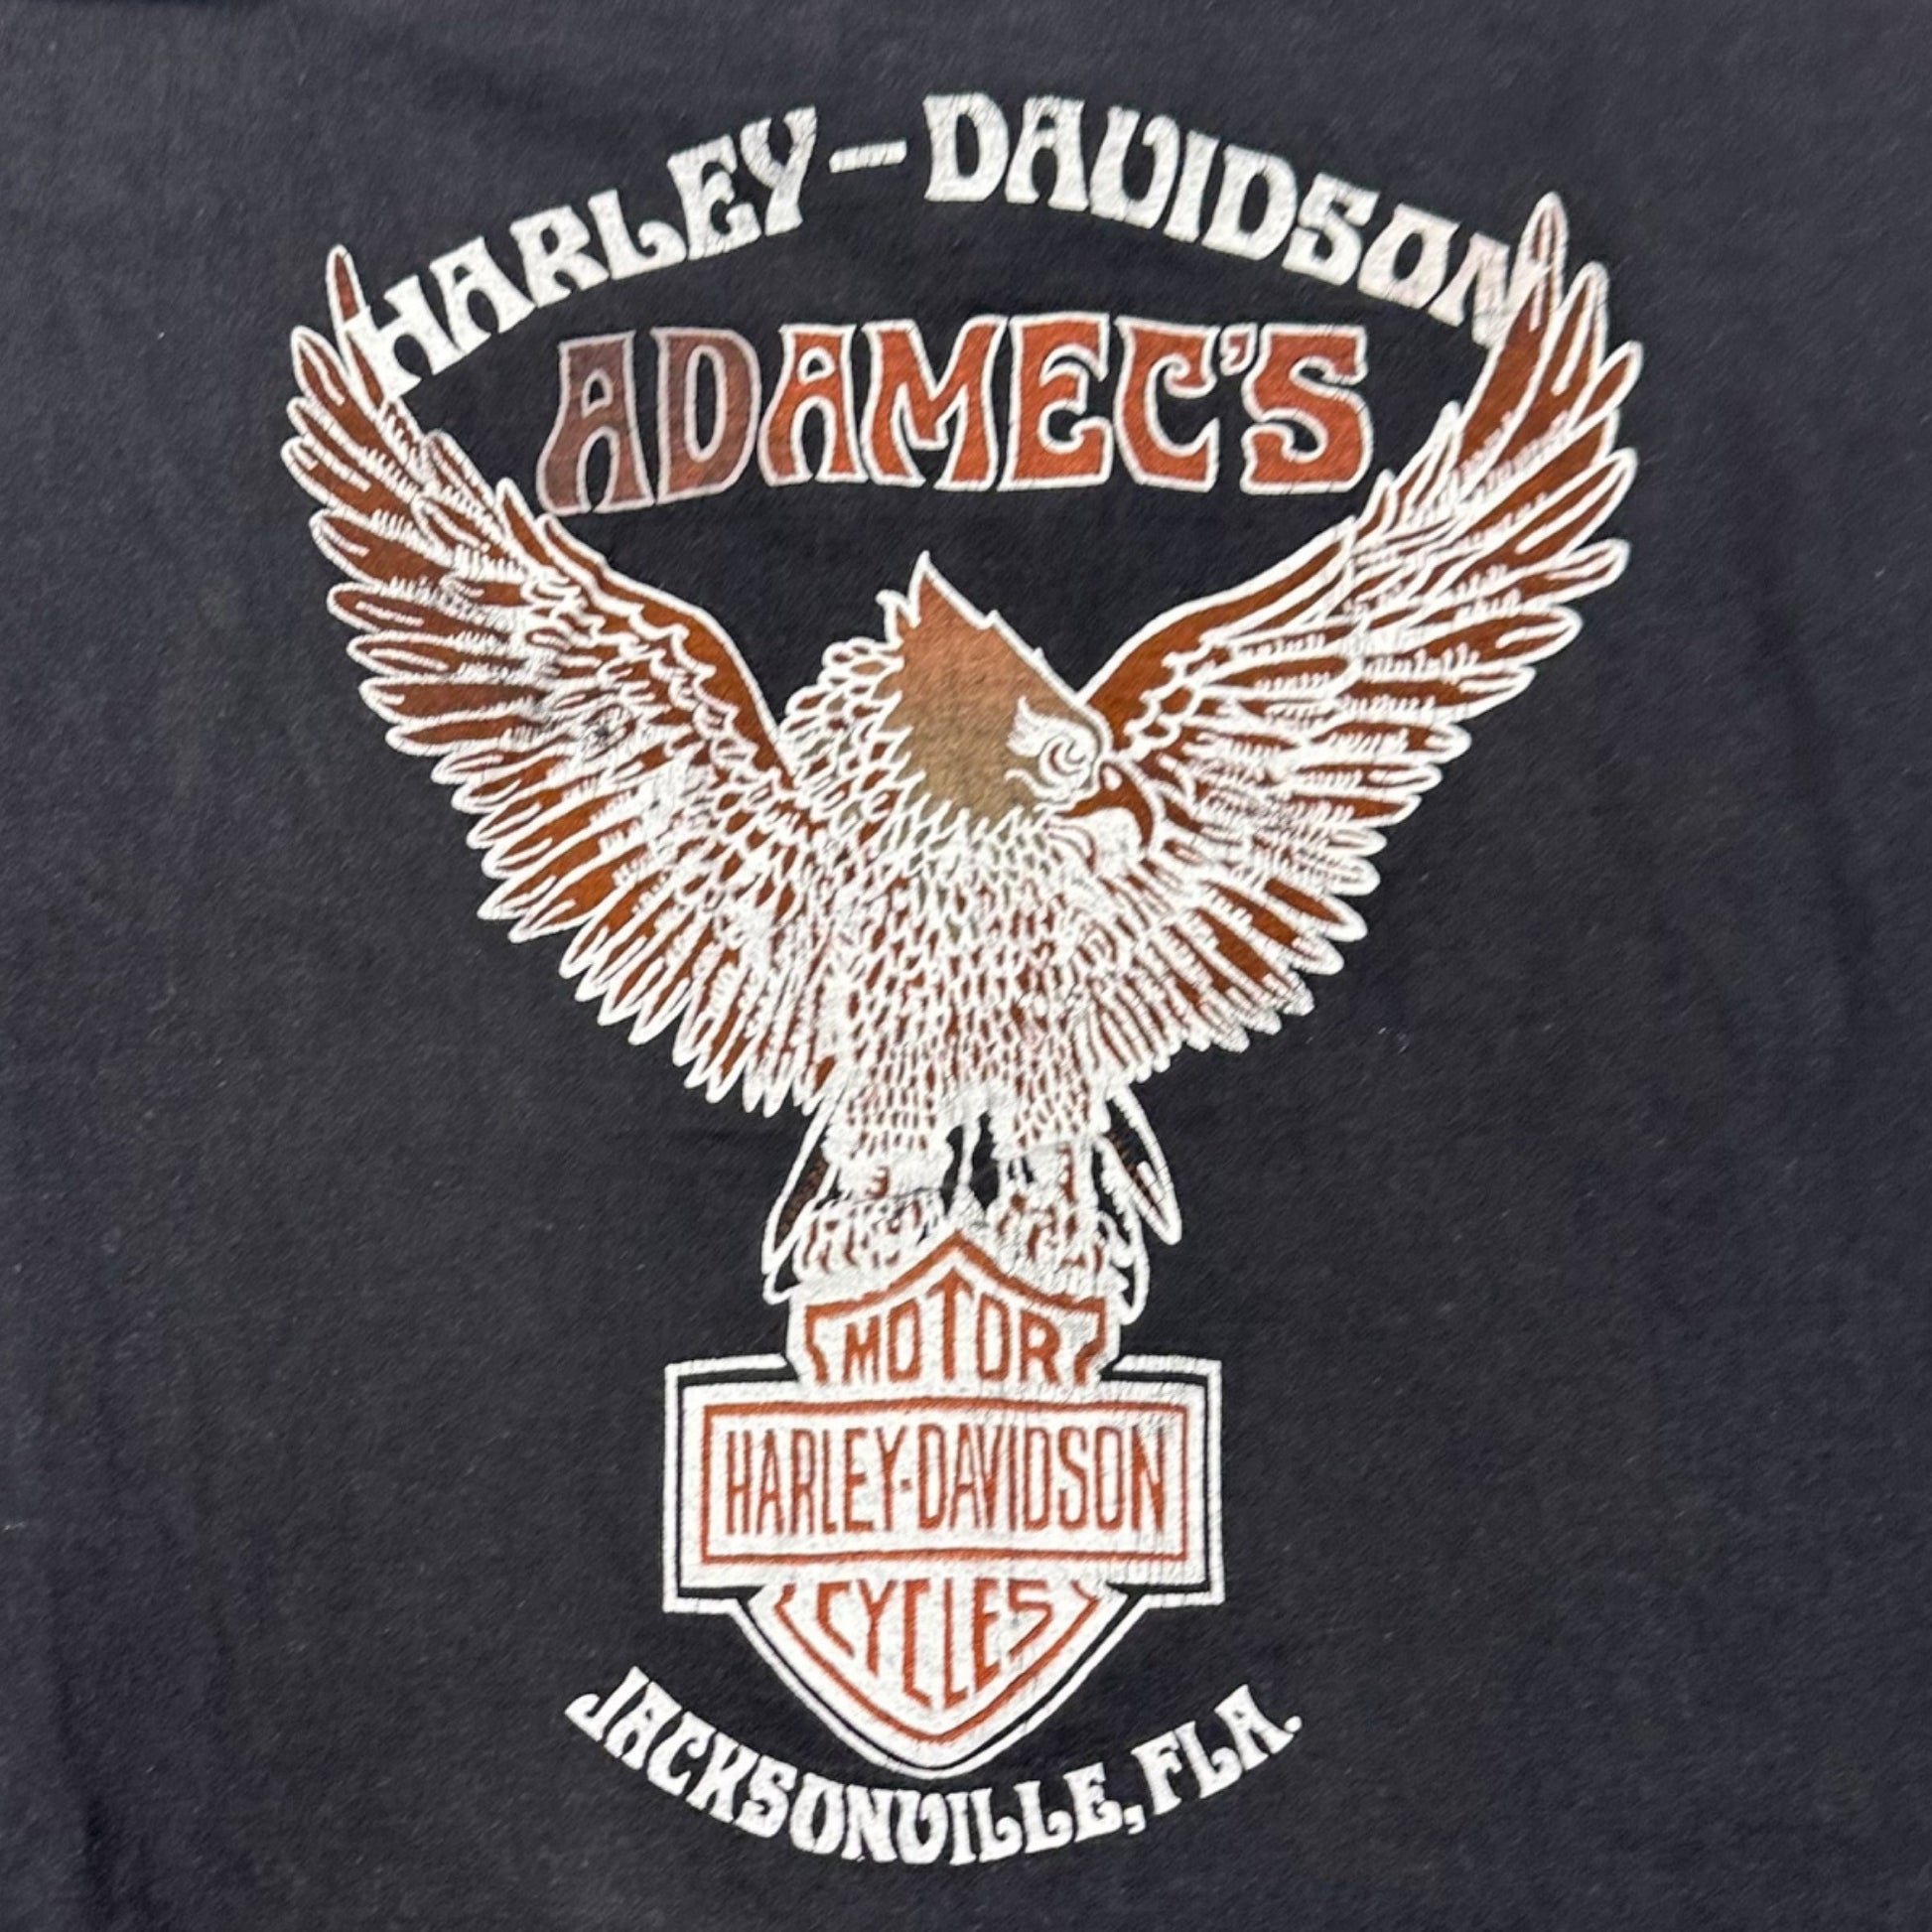 HARLEY-DAVIDSON
ADAMEC'S
MOTOR
HARLEY-DAVIDSON
CYCLES
JACKSONVILLE, FLA.